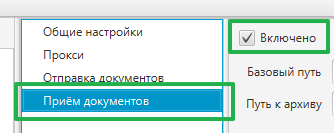 Общие настройки
Прокси
Отправка документов
Приём документов
Включено
Базовый путь
Путь к архиву